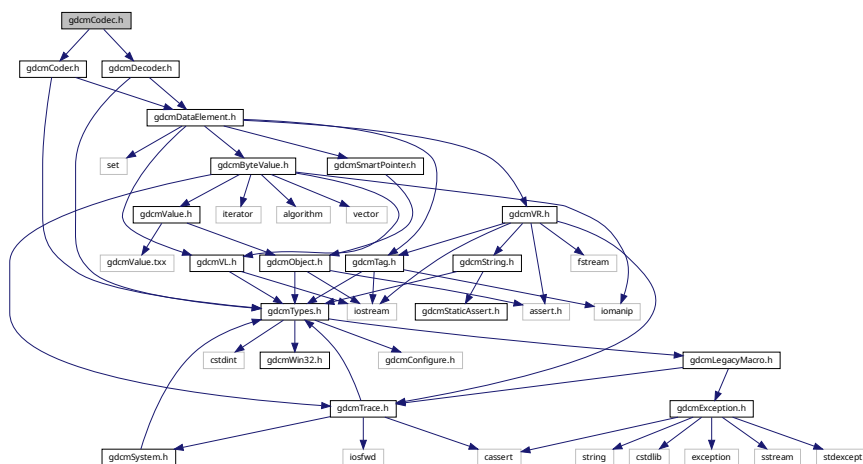 gdcmCodec.h
gdcmCoder.h
gdcmDecoder.h
gdcmDataElement.h
set
gdcmByteValue.h
gdcmSmartPointer.h
gdcmValue.h
iterator
algorithm
vector
gdcmVR.h
gdcmValue.txx
gdcmVL.h
gdcmObject.h
gdcmTag.h
gdcmString.h
fstream
gdcmTypes.h
iostream
gdcmStaticAssert.h
assert.h
iomanip
cstdint
gdcmWin32.h
gdcmConfigure.h
gdcmLegacyMacro.h
gdcmTrace.h
gdcmException.h
gdcmSystem.h
iosfwd
cassert
string
cstdlib
exception
sstream
stdexcept